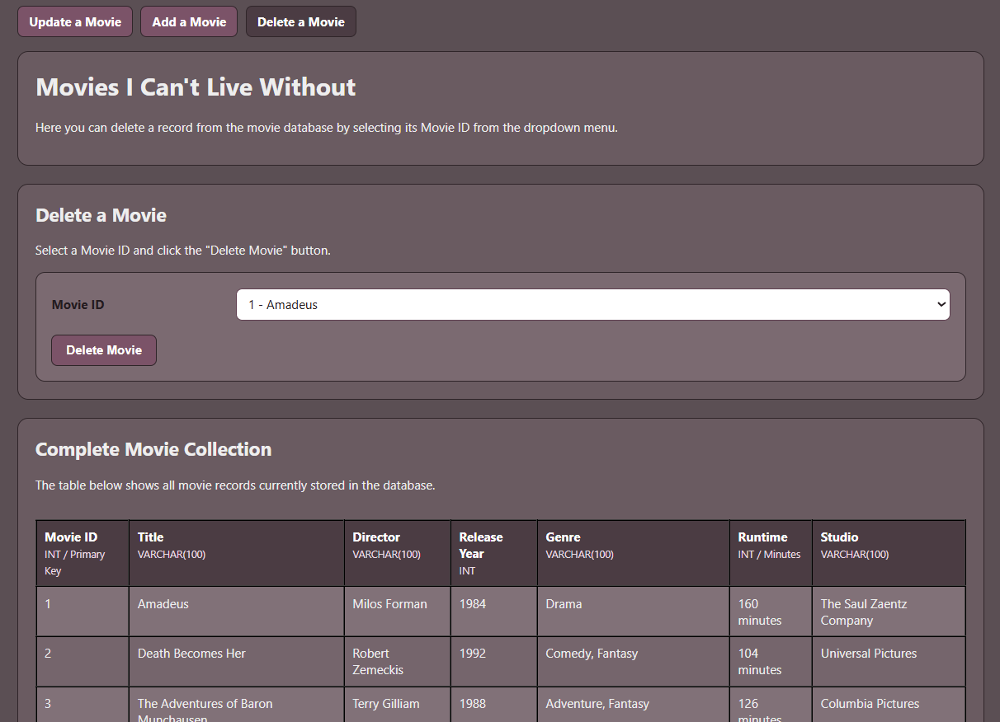 Update a Movie
Add a Movie
Delete a Movie
Movies I Can't Live Without
Here you can delete a record from the movie database by selecting its Movie ID from the dropdown menu.
Delete a Movie
Select a Movie ID and click the "Delete Movie" button.
Movie ID
1 - Amadeus
Delete Movie
Complete Movie Collection
The table below shows all movie records currently stored in the database.
Movie ID
INT / Primary
Key
Title
VARCHAR(100)
Director
VARCHAR(100)
Release
Year
INT
Genre
VARCHAR(100)
Runtime
INT / Minutes
Studio
VARCHAR(100)
1
Amadeus
Milos Forman
1984
Drama
160
minutes
The Saul Zaentz
Company
2
Death Becomes Her
Robert
Zemeckis
1992
Comedy, Fantasy
104
minutes
Universal Pictures
3
The Adventures of Baron
Munchausen
Terry Gilliam
1988
Adventure, Fantasy
126
minutes
Columbia Pictures